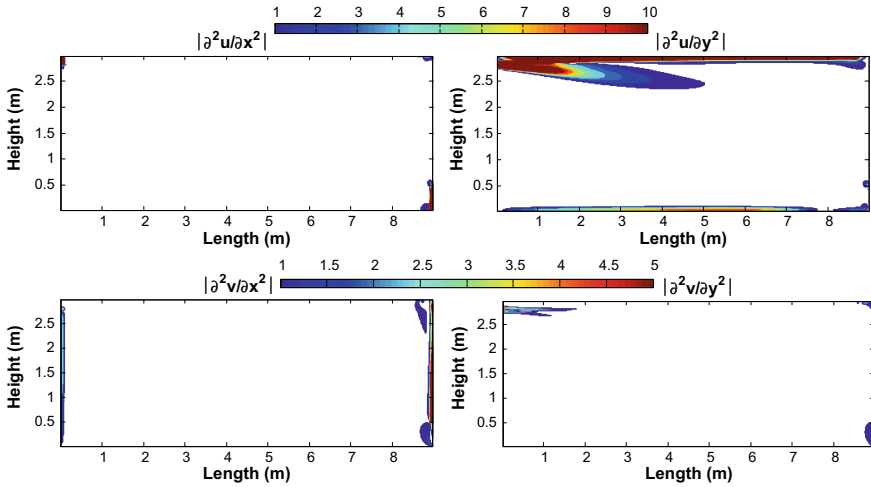 1 2 3 4 5 6 7 8 9 10
|∂²u/∂x²| |∂²u/∂y²|
2.5 2.5
2 2
1.5 1.5
1 1
0.5 0.5
Height (m) Height (m)
1 2 3 4 5 6 7 8 1 2 3 4 5 6 7 8
Length (m) Length (m)
1 1.5 2 2.5 3 3.5 4 4.5 5
|∂²v/∂x²| |∂²v/∂y²|
2.5 2.5
2 2
1.5 1.5
1 1
0.5 0.5
Height (m) Height (m)
1 2 3 4 5 6 7 8 1 2 3 4 5 6 7 8
Length (m) Length (m)